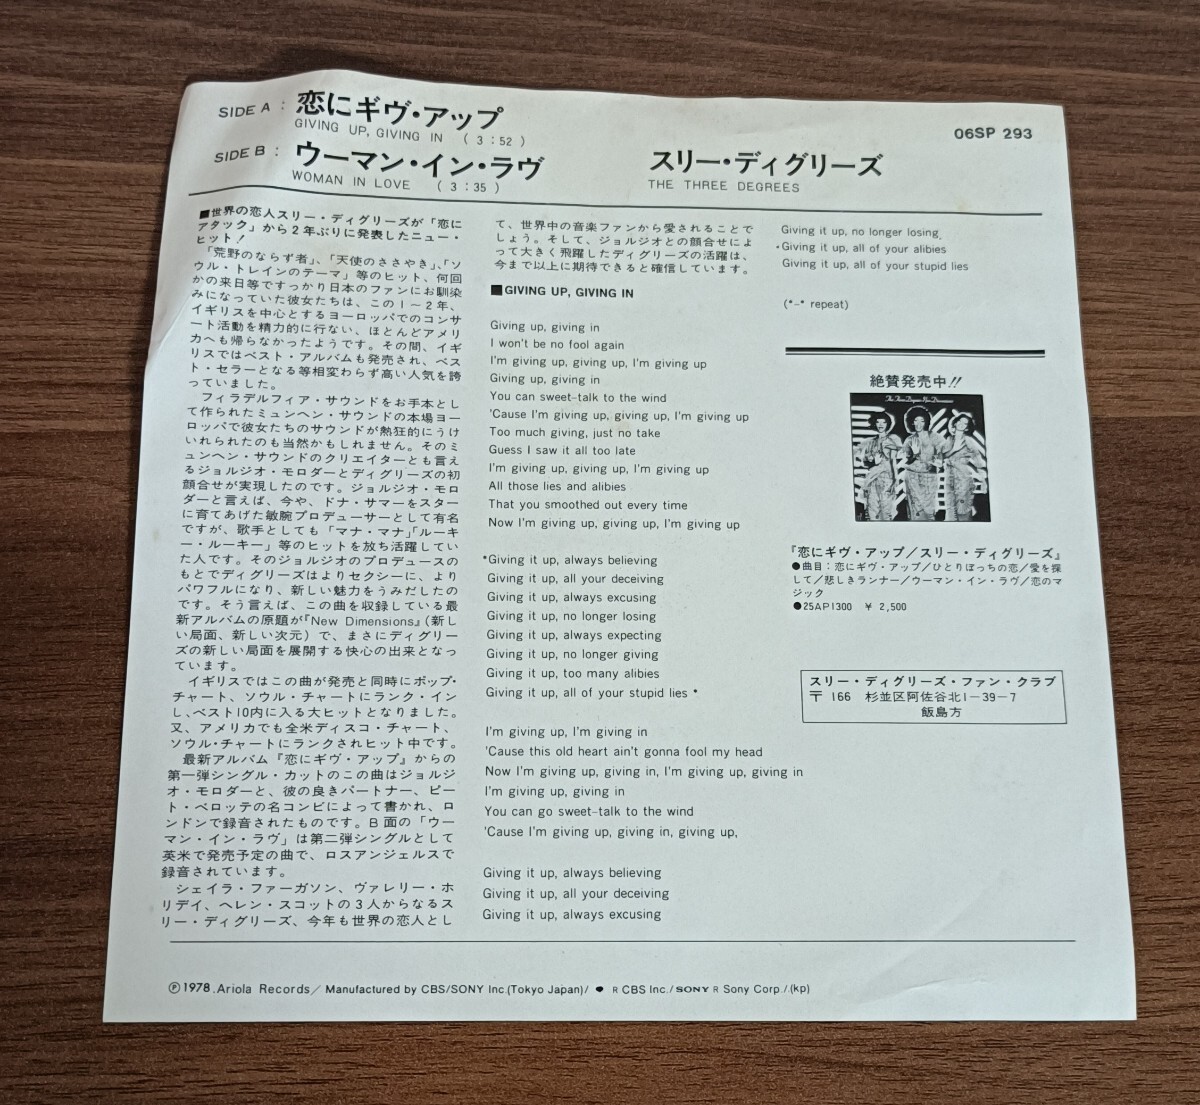 SIDE A : 恋にギヴ・アップ
GIVING UP, GIVING IN ( 3 : 52 )
SIDE B : ウーマン・イン・ラヴ
WOMAN IN LOVE ( 3 : 35 )
スリー・ディグリーズ
THE THREE DEGREES
06SP 293
■世界の恋人スリー・ディグリーズが「恋に
アタック」から2年ぶりに発表したニュー・
ヒット!
「荒野のならず者」、「天使のささやき」、「ソ
ウル・トレインのテーマ」等のヒット、何回
かの来日等ですっかり日本のファンにお馴染
みになっていた彼女たちは、この1〜2年、
イギリスを中心とするヨーロッパでのコンサ
ート活動を精力的に行ない、ほとんどアメリ
カへも帰らなかったようです。その間、イギ
リスではベスト・アルバムも発売され、ベス
ト・セラーとなる等相変わらず高い人気を誇
っていました。
フィラデルフィア・サウンドをお手本とし
て作られたミュンヘン・サウンドの本場ヨー
ロッパで彼女たちのサウンドが熱狂的にうけ
いれられたのも当然かもしれません。そのミ
ュンヘン・サウンドのクリエイターとも言え
るジョルジオ・モロダーとディグリーズの初
顔合せが実現したのです。ジョルジオ・モロ
ダーと言えば、今や、ドナ・サマーをスター
に育てあげた敏腕プロデューサーとして有名
ですが、歌手としても「マナ・マナ」「ルーキ
ー・ルーキー」等のヒットを放ち活躍してい
た人です。そのジョルジオのプロデュースの
もとでディグリーズはよりセクシーに、より
パワフルになり、新しい魅力をうみだしたの
です。そう言えば、この曲を収録している最
新アルバムの原題が『New Dimensions』(新し
い局面、新しい次元)で、まさにディグリー
ズの新しい局面を展開する快心の出来となっ
ています。
イギリスではこの曲が発売と同時にポップ・
チャート、ソウル・チャートにランク・イン
し、ベスト10内に入る大ヒットとなりました。
又、アメリカでも全米ディスコ・チャート、
ソウル・チャートにランクされヒット中です。
最新アルバム『恋にギヴ・アップ』からの
第一弾シングル・カットのこの曲はジョルジ
オ・モロダーと、彼の良きパートナー、ピー
ト・ベロッテの名コンビによって書かれ、ロ
ンドンで録音されたものです。B面の「ウー
マン・イン・ラヴ」は第二弾シングルとして
英米で発売予定の曲で、ロスアンジェルスで
録音されています。
シェイラ・ファーガソン、ヴァレリー・ホ
リデイ、ヘレン・スコットの3人からなるス
リー・ディグリーズ、今年も世界の恋人とし
て、世界中の音楽ファンから愛されることで
しょう。そして、ジョルジオとの顔合せによ
って大きく飛躍したディグリーズの活躍は、
今まで以上に期待できると確信しています。
■GIVING UP, GIVING IN
Giving up, giving in
I won't be no fool again
I'm giving up, giving up, I'm giving up
Giving up, giving in
You can sweet-talk to the wind
'Cause I'm giving up, giving up, I'm giving up
Too much giving, just no take
Guess I saw it all too late
I'm giving up, giving up, I'm giving up
All those lies and alibies
That you smoothed out every time
Now I'm giving up, giving up, I'm giving up
*Giving it up, always believing
Giving it up, all your deceiving
Giving it up, always excusing
Giving it up, no longer losing
Giving it up, always expecting
Giving it up, no longer giving
Giving it up, too many alibies
Giving it up, all of your stupid lies *
I'm giving up, I'm giving in
'Cause this old heart ain't gonna fool my head
Now I'm giving up, giving in, I'm giving up, giving in
I'm giving up, giving in
You can go sweet-talk to the wind
'Cause I'm giving up, giving in, giving up,
Giving it up, always believing
Giving it up, all your deceiving
Giving it up, always excusing
Giving it up, no longer losing,
Giving it up, all of your alibies
Giving it up, all of your stupid lies
(*-* repeat)
絶賛発売中!!
The Three Degrees New Dimensions
『恋にギヴ・アップ/スリー・ディグリーズ』
●曲目:恋にギヴ・アップ/ひとりぼっちの恋/愛を探
して/悲しきランナー/ウーマン・イン・ラヴ/恋のマ
ジック
●25AP1300 ¥ 2,500
スリー・ディグリーズ・ファン・クラブ
〒 166 杉並区阿佐谷北1-39-7
飯島方
Ⓟ1978.Ariola Records/ Manufactured by CBS/SONY Inc.(Tokyo Japan)/ ● R CBS Inc./SONY R Sony Corp./(kp)